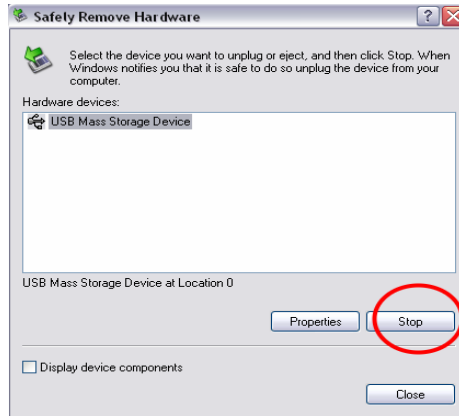 Safely Remove Hardware
Select the device you want to unplug or eject, and then click Stop. When
Windows notifies you that it is safe to do so unplug the device from your
computer.
Hardware devices:
USB Mass Storage Device
USB Mass Storage Device at Location 0
Properties Stop
Display device components
Close